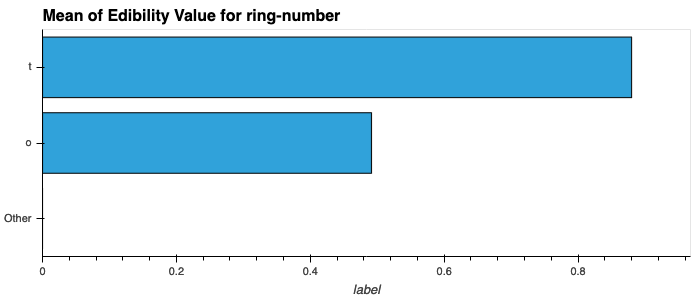 Mean of Edibility Value for ring-number
t
o
Other
0 0.2 0.4 0.6 0.8
label